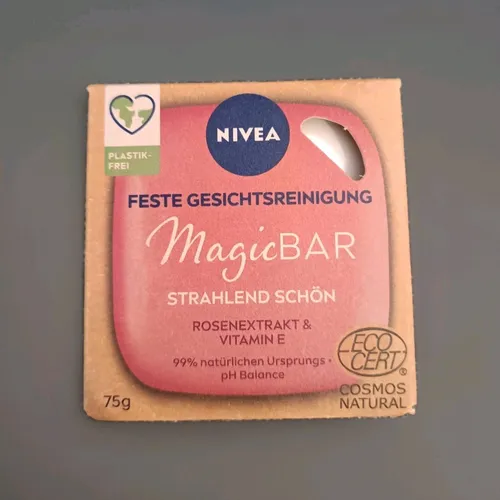 NIVEA
PLASTIK-
FREI
FESTE GESICHTSREINIGUNG
MagicBAR
STRAHLEND SCHÖN
ROSENEXTRAKT &
VITAMIN E
99% natürlichen Ursprungs •
pH Balance
ECO
CERT®
COSMOS
NATURAL
75g